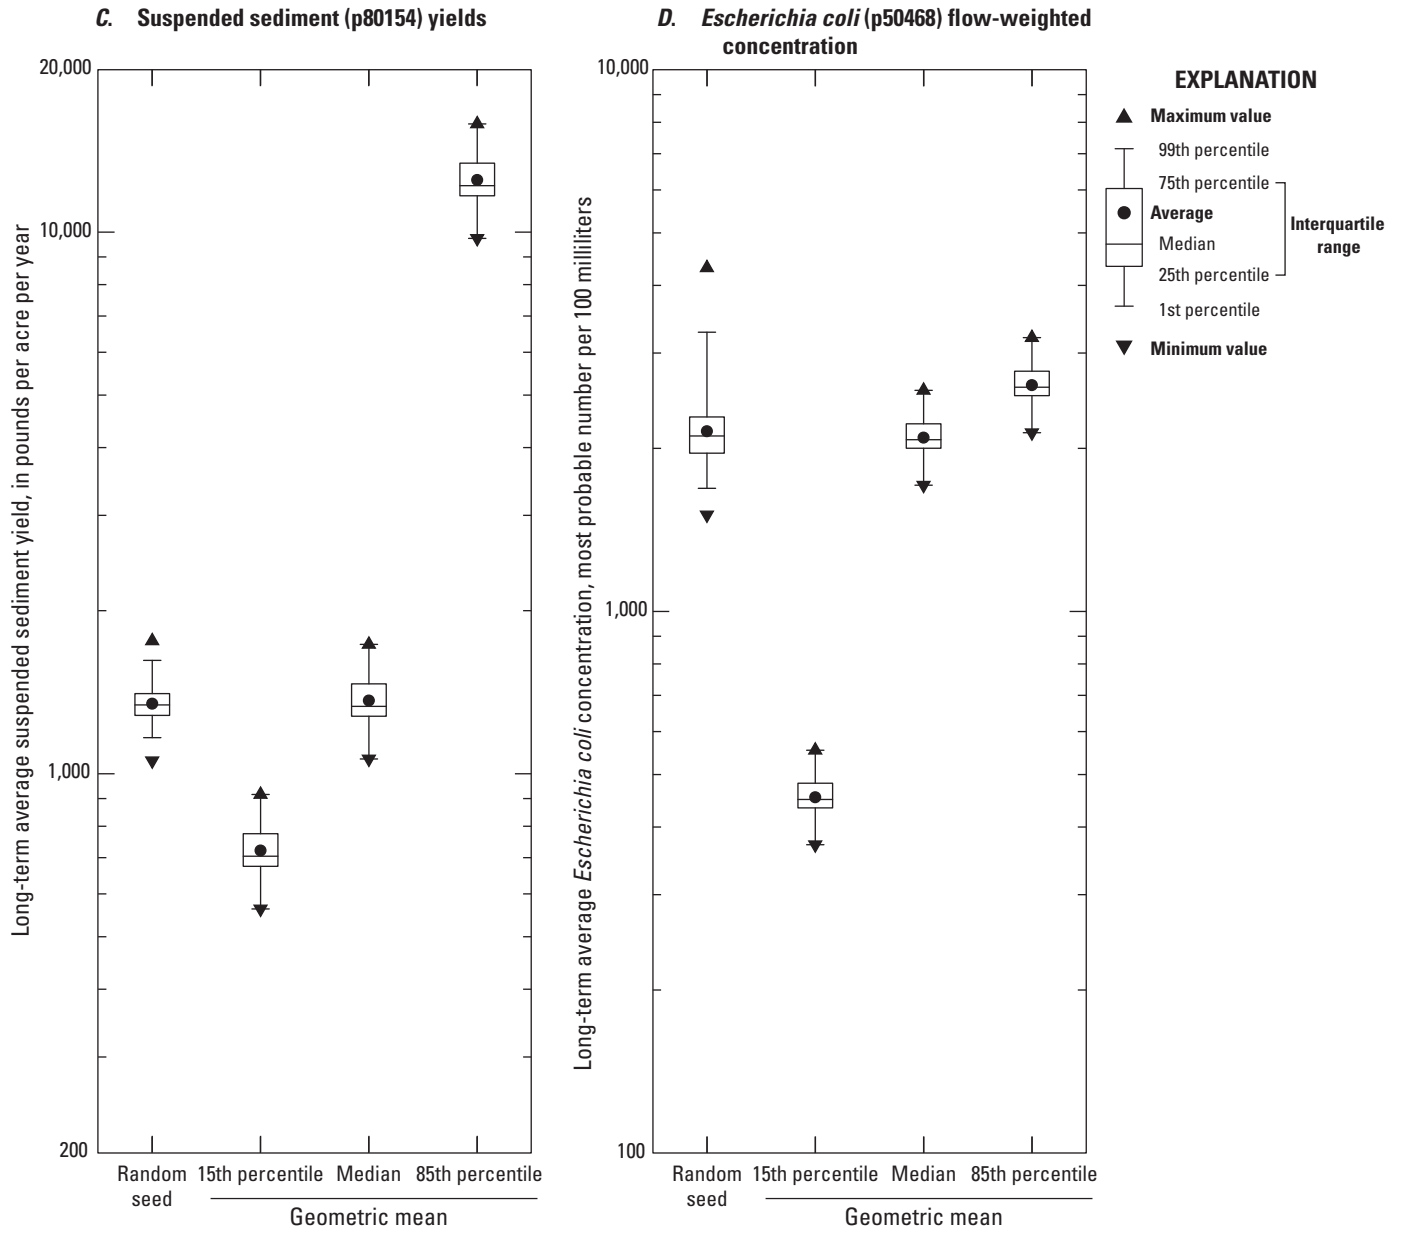 C. Suspended sediment (p80154) yields
20,000
10,000
1,000
200
Long-term average suspended sediment yield, in pounds per acre per year
Random
seed
15th percentile
Median
85th percentile
Geometric mean
D. Escherichia coli (p50468) flow-weighted
concentration
10,000
1,000
100
Long-term average Escherichia coli concentration, most probable number per 100 milliliters
Random
seed
15th percentile
Median
85th percentile
Geometric mean
EXPLANATION
Maximum value
99th percentile
75th percentile
Average
Median
25th percentile
Interquartile
range
1st percentile
Minimum value